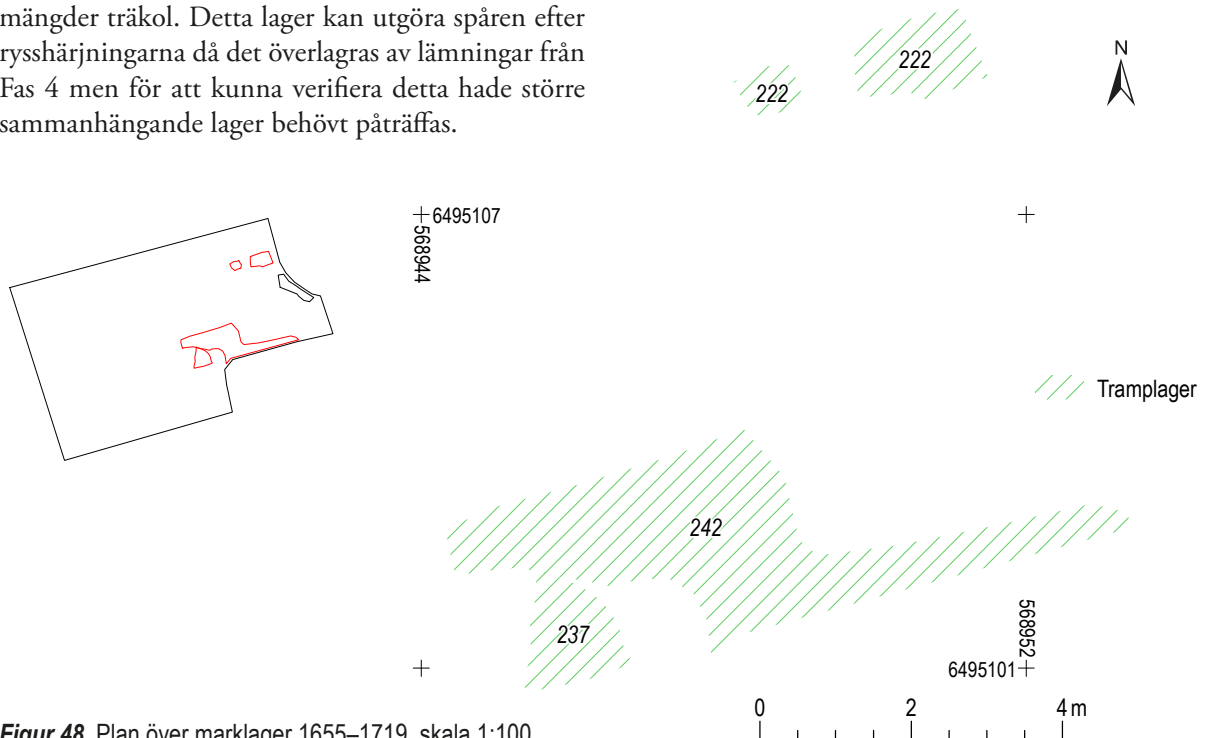 mängder träkol. Detta lager kan utgöra spåren efter
rysshärjningarna då det överlagras av lämningar från
Fas 4 men för att kunna verifiera detta hade större
sammanhängande lager behövt påträffas.
N
222
222
6495107
568944
Tramplager
242
237
568952
6495101
0 2 4 m
Figur 48. Plan över marklager 1655–1719, skala 1:100.